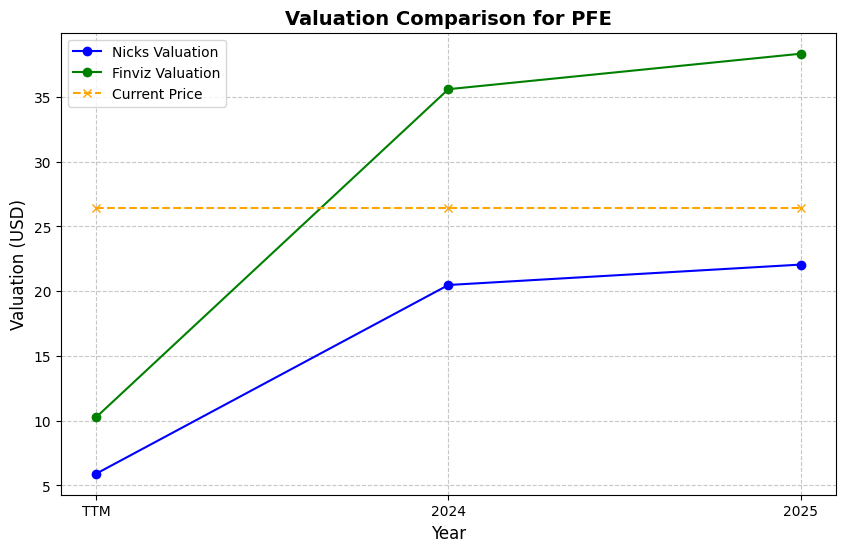 Valuation Comparison for PFE
Nicks Valuation
Finviz Valuation
Current Price
Valuation (USD)
35
30
25
20
15
10
5
TTM
2024
2025
Year